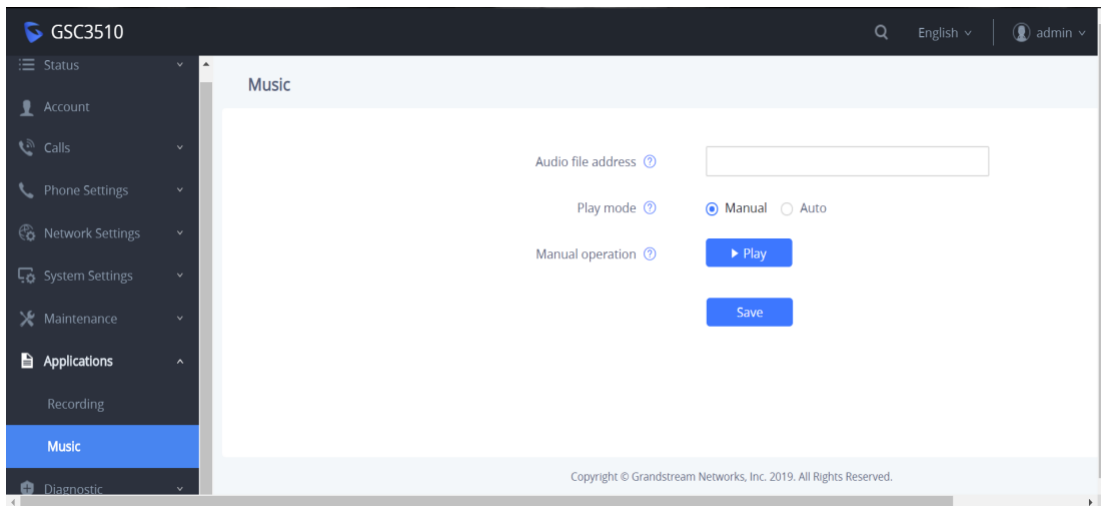 GSC3510
English
admin
Status
Account
Calls
Phone Settings
Network Settings
System Settings
Maintenance
Applications
Recording
Music
Diagnostic
Music
Audio file address ?
Play mode ? Manual Auto
Manual operation ? Play
Save
Copyright © Grandstream Networks, Inc. 2019. All Rights Reserved.